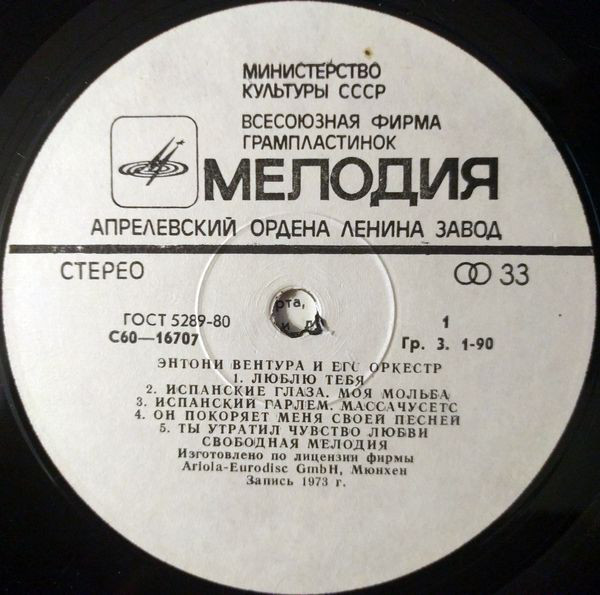 МИНИСТЕРСТВО
КУЛЬТУРЫ СССР
ВСЕСОЮЗНАЯ ФИРМА
ГРАМПЛАСТИНОК
МЕЛОДИЯ
АПРЕЛЕВСКИЙ ОРДЕНА ЛЕНИНА ЗАВОД
СТЕРЕО 33
ГОСТ 5289-80 1
С60—16707 Гр. 3. 1-90
ЭНТОНИ ВЕНТУРА И ЕГО ОРКЕСТР
1. ЛЮБЛЮ ТЕБЯ
2. ИСПАНСКИЕ ГЛАЗА. МОЯ МОЛЬБА
3. ИСПАНСКИЙ ГАРЛЕМ. МАССАЧУСЕТС
4. ОН ПОКОРЯЕТ МЕНЯ СВОЕЙ ПЕСНЕЙ
5. ТЫ УТРАТИЛ ЧУВСТВО ЛЮБВИ
СВОБОДНАЯ МЕЛОДИЯ
Изготовлено по лицензии фирмы
Ariola-Eurodisc GmbH, Мюнхен
Запись 1973 г.